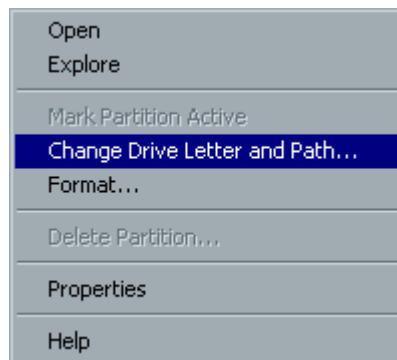 Open
Explore
Mark Partition Active
Change Drive Letter and Path...
Format...
Delete Partition...
Properties
Help